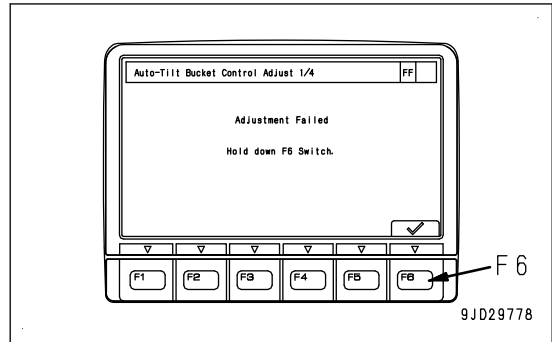 Auto-Tilt Bucket Control Adjust 1/4 FF
Adjustment Failed
Hold down F6 Switch.
F1 F2 F3 F4 F5 F6
F6
9JD29778